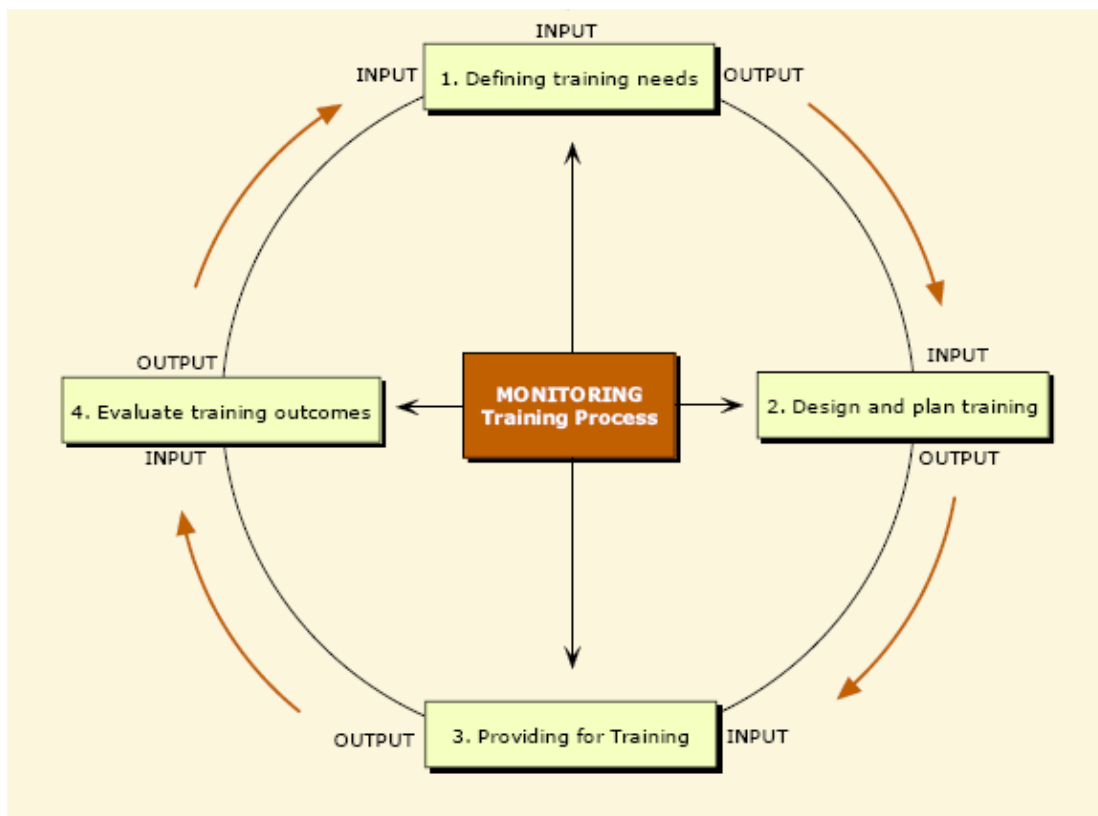 INPUT
INPUT
1. Defining training needs
OUTPUT
OUTPUT
INPUT
4. Evaluate training outcomes
MONITORING
Training Process
2. Design and plan training
INPUT
OUTPUT
OUTPUT
3. Providing for Training
INPUT